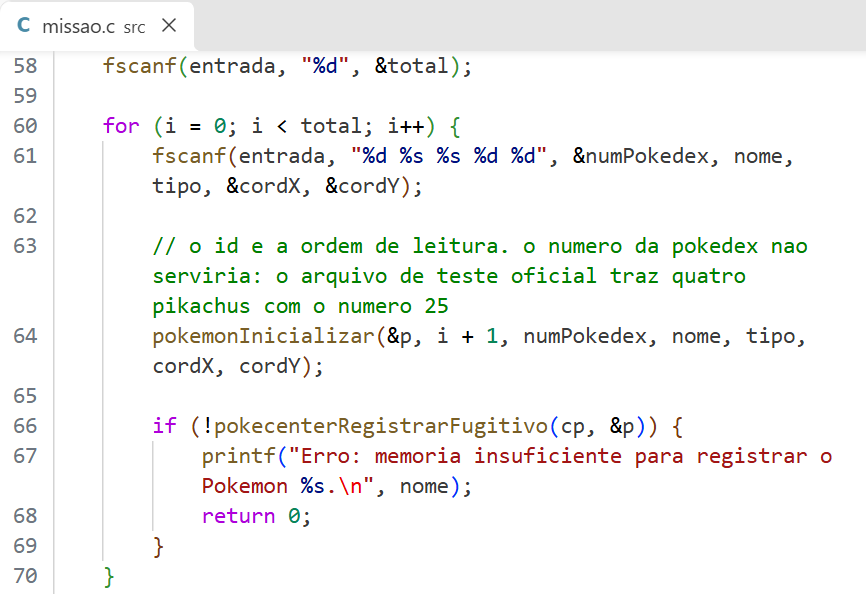 C missao.c src ×
58 fscanf(entrada, "%d", &total);
59
60 for (i = 0; i < total; i++) {
61 fscanf(entrada, "%d %s %s %d %d", &numPokedex, nome,
tipo, &cordX, &cordY);
62
63 // o id e a ordem de leitura. o numero da pokedex nao
serviria: o arquivo de teste oficial traz quatro
pikachus com o numero 25
64 pokemonInicializar(&p, i + 1, numPokedex, nome, tipo,
cordX, cordY);
65
66 if (!pokecenterRegistrarFugitivo(cp, &p)) {
67 printf("Erro: memoria insuficiente para registrar o
Pokemon %s.\n", nome);
68 return 0;
69 }
70 }